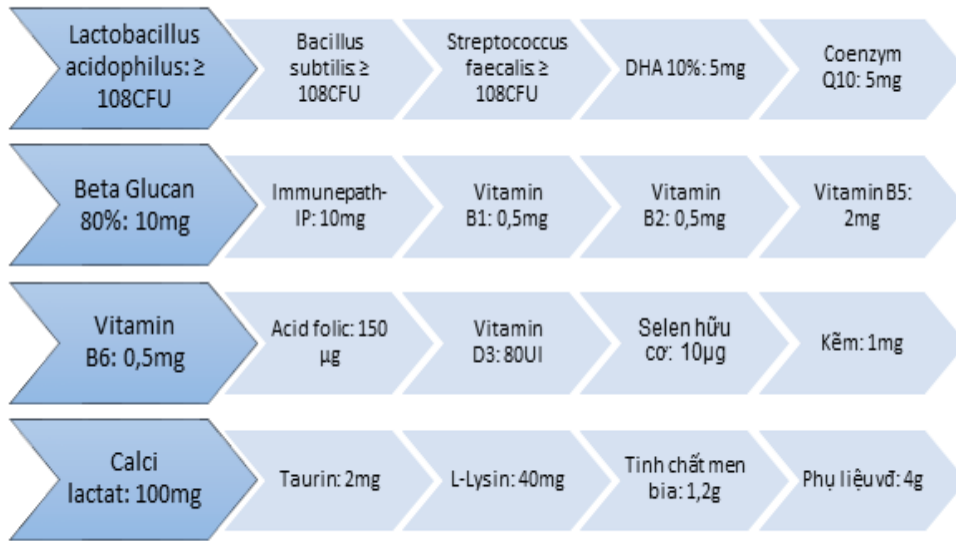 Lactobacillus
acidophilus: ≥
108CFU
Bacillus
subtilis: ≥
108CFU
Streptococcus
faecalis: ≥
108CFU
DHA 10%: 5mg
Coenzym
Q10: 5mg
Beta Glucan
80%: 10mg
Immunepath-
IP: 10mg
Vitamin
B1: 0,5mg
Vitamin
B2: 0,5mg
Vitamin B5:
2mg
Vitamin
B6: 0,5mg
Acid folic: 150
µg
Vitamin
D3: 80UI
Selen hữu
cơ: 10µg
Kẽm: 1mg
Calci
lactat: 100mg
Taurin: 2mg
L-Lysin: 40mg
Tinh chất men
bia: 1,2g
Phụ liệu vđ: 4g